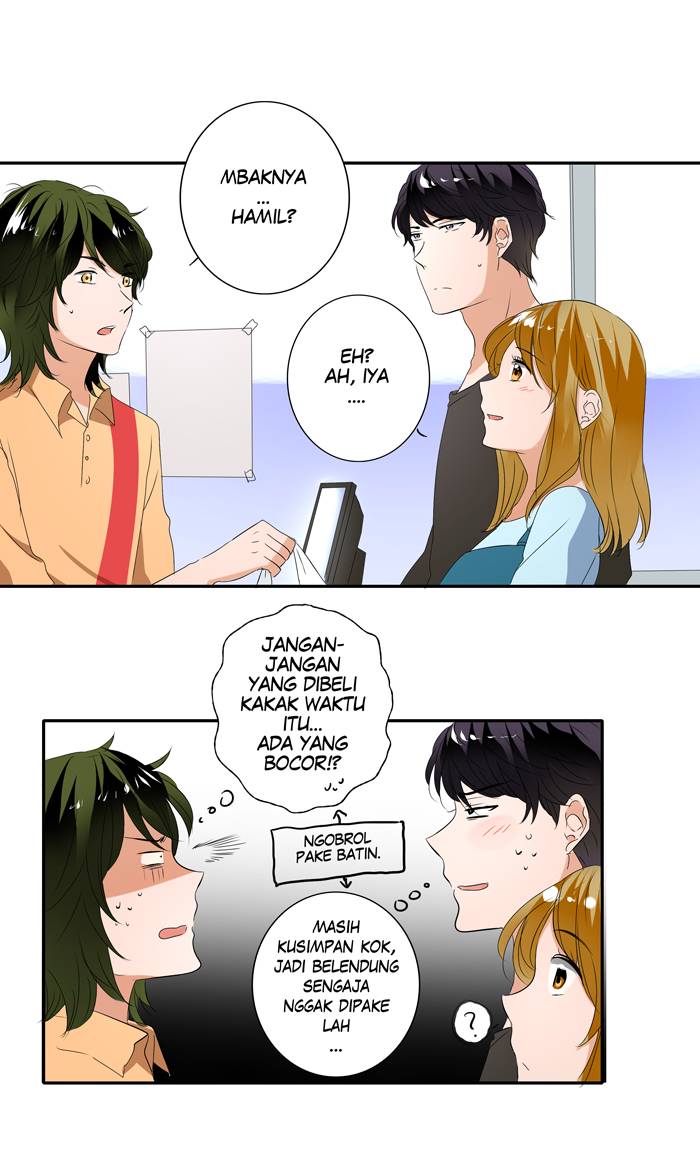 MBAKNYA
...
HAMIL?
EH?
AH, IYA
....
JANGAN-
JANGAN
YANG DIBELI
KAKAK WAKTU
ITU...
ADA YANG
BOCOR!?
NGOBROL
PAKE BATIN.
MASIH
KUSIMPAN KOK,
JADI BELENDUNG
SENGAJA
NGGAK DIPAKE
LAH
...
?